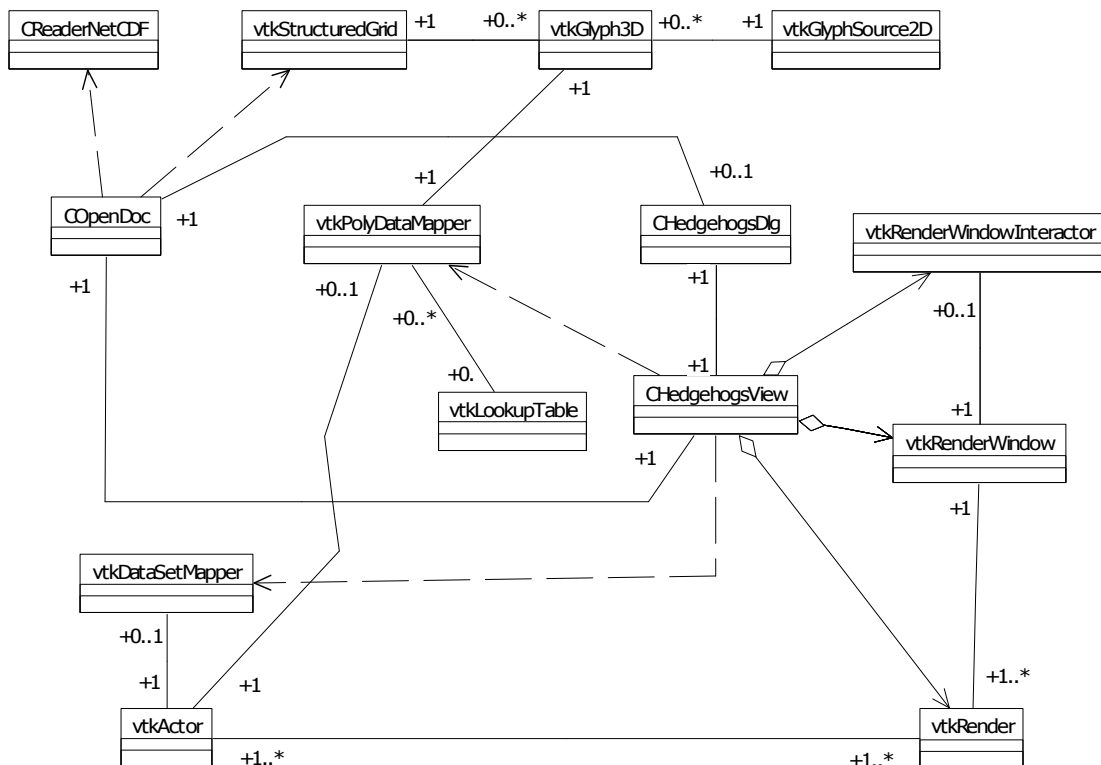 CReaderNetCDF
vtkStructuredGrid
+1
+0..*
vtkGlyph3D
+0..*
+1
vtkGlyphSource2D
+1
+0..1
+1
COpenDoc
+1
vtkPolyDataMapper
CHedgehogsDlg
vtkRenderWindowInteractor
+1
+0..1
+1
+0..1
+0..*
+0.
+1
CHedgehogsView
vtkLookupTable
+1
vtkRenderWindow
+1
+1
vtkDataSetMapper
+0..1
+1
+1
+1..*
vtkActor
vtkRender
+1..*
+1..*